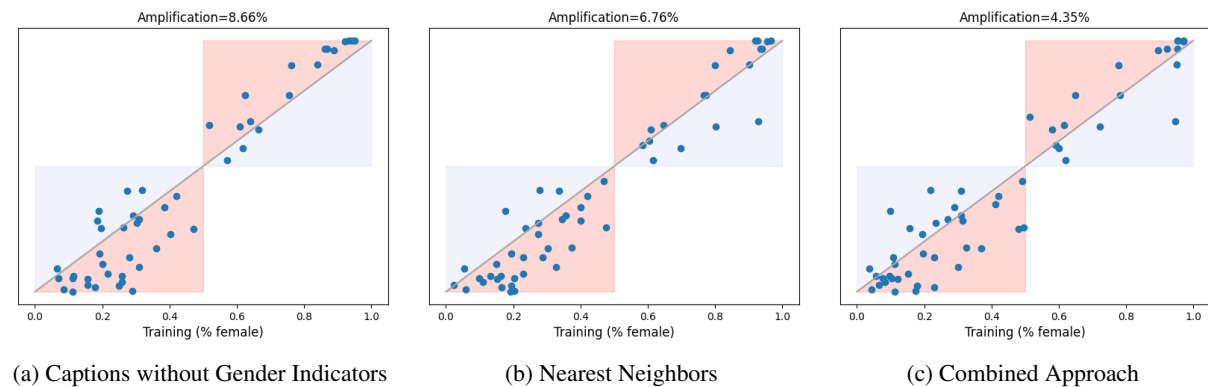 Amplification=8.66%
0.0 0.2 0.4 0.6 0.8 1.0
Training (% female)
(a) Captions without Gender Indicators
Amplification=6.76%
0.0 0.2 0.4 0.6 0.8 1.0
Training (% female)
(b) Nearest Neighbors
Amplification=4.35%
0.0 0.2 0.4 0.6 0.8 1.0
Training (% female)
(c) Combined Approach